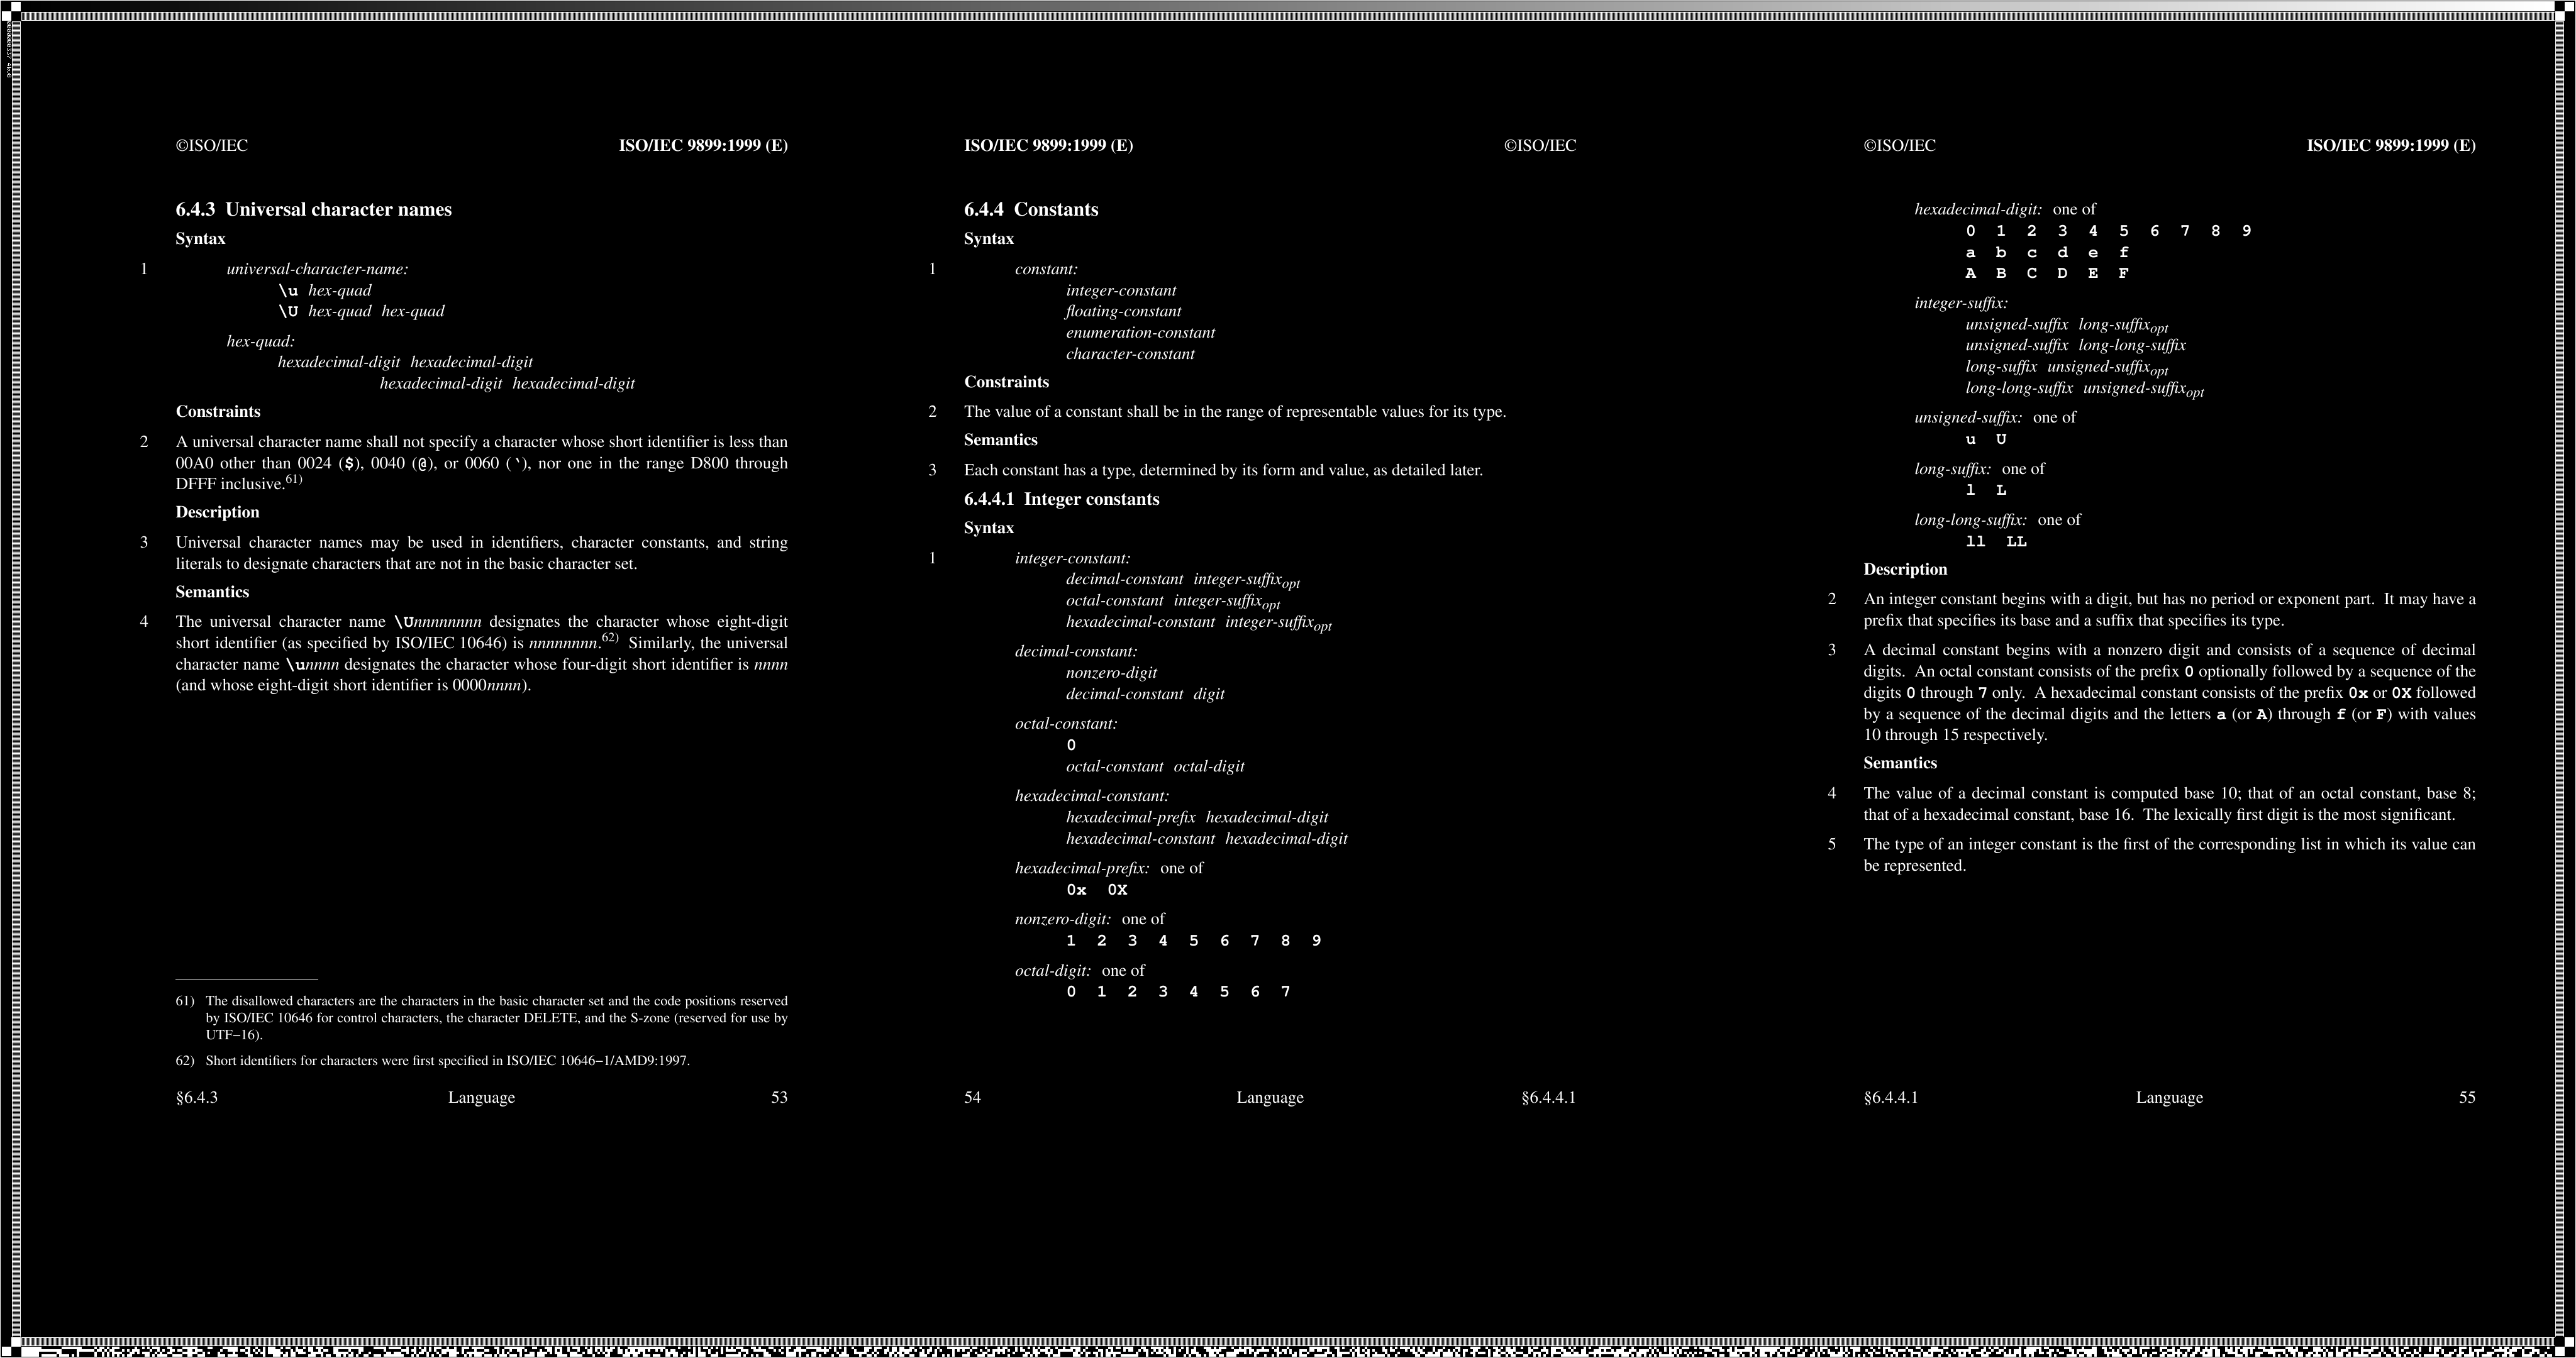 ©ISO/IEC ISO/IEC 9899:1999 (E)
6.4.3 Universal character names
Syntax
1 universal-character-name:
\u hex-quad
\U hex-quad hex-quad
hex-quad:
hexadecimal-digit hexadecimal-digit
hexadecimal-digit hexadecimal-digit
Constraints
2 A universal character name shall not specify a character whose short identifier is less than
00A0 other than 0024 ($), 0040 (@), or 0060 (‘), nor one in the range D800 through
DFFF inclusive.61)
Description
3 Universal character names may be used in identifiers, character constants, and string
literals to designate characters that are not in the basic character set.
Semantics
4 The universal character name \Unnnnnnnn designates the character whose eight-digit
short identifier (as specified by ISO/IEC 10646) is nnnnnnnn.62) Similarly, the universal
character name \unnnn designates the character whose four-digit short identifier is nnnn
(and whose eight-digit short identifier is 0000nnnn).
61) The disallowed characters are the characters in the basic character set and the code positions reserved
by ISO/IEC 10646 for control characters, the character DELETE, and the S-zone (reserved for use by
UTF−16).
62) Short identifiers for characters were first specified in ISO/IEC 10646−1/AMD9:1997.
§6.4.3 Language 53
ISO/IEC 9899:1999 (E) ©ISO/IEC
6.4.4 Constants
Syntax
1 constant:
integer-constant
floating-constant
enumeration-constant
character-constant
Constraints
2 The value of a constant shall be in the range of representable values for its type.
Semantics
3 Each constant has a type, determined by its form and value, as detailed later.
6.4.4.1 Integer constants
Syntax
1 integer-constant:
decimal-constant integer-suffixopt
octal-constant integer-suffixopt
hexadecimal-constant integer-suffixopt
decimal-constant:
nonzero-digit
decimal-constant digit
octal-constant:
0
octal-constant octal-digit
hexadecimal-constant:
hexadecimal-prefix hexadecimal-digit
hexadecimal-constant hexadecimal-digit
hexadecimal-prefix: one of
0x 0X
nonzero-digit: one of
1 2 3 4 5 6 7 8 9
octal-digit: one of
0 1 2 3 4 5 6 7
54 Language §6.4.4.1
©ISO/IEC ISO/IEC 9899:1999 (E)
hexadecimal-digit: one of
0 1 2 3 4 5 6 7 8 9
a b c d e f
A B C D E F
integer-suffix:
unsigned-suffix long-suffixopt
unsigned-suffix long-long-suffix
long-suffix unsigned-suffixopt
long-long-suffix unsigned-suffixopt
unsigned-suffix: one of
u U
long-suffix: one of
l L
long-long-suffix: one of
ll LL
Description
2 An integer constant begins with a digit, but has no period or exponent part. It may have a
prefix that specifies its base and a suffix that specifies its type.
3 A decimal constant begins with a nonzero digit and consists of a sequence of decimal
digits. An octal constant consists of the prefix 0 optionally followed by a sequence of the
digits 0 through 7 only. A hexadecimal constant consists of the prefix 0x or 0X followed
by a sequence of the decimal digits and the letters a (or A) through f (or F) with values
10 through 15 respectively.
Semantics
4 The value of a decimal constant is computed base 10; that of an octal constant, base 8;
that of a hexadecimal constant, base 16. The lexically first digit is the most significant.
5 The type of an integer constant is the first of the corresponding list in which its value can
be represented.
§6.4.4.1 Language 55